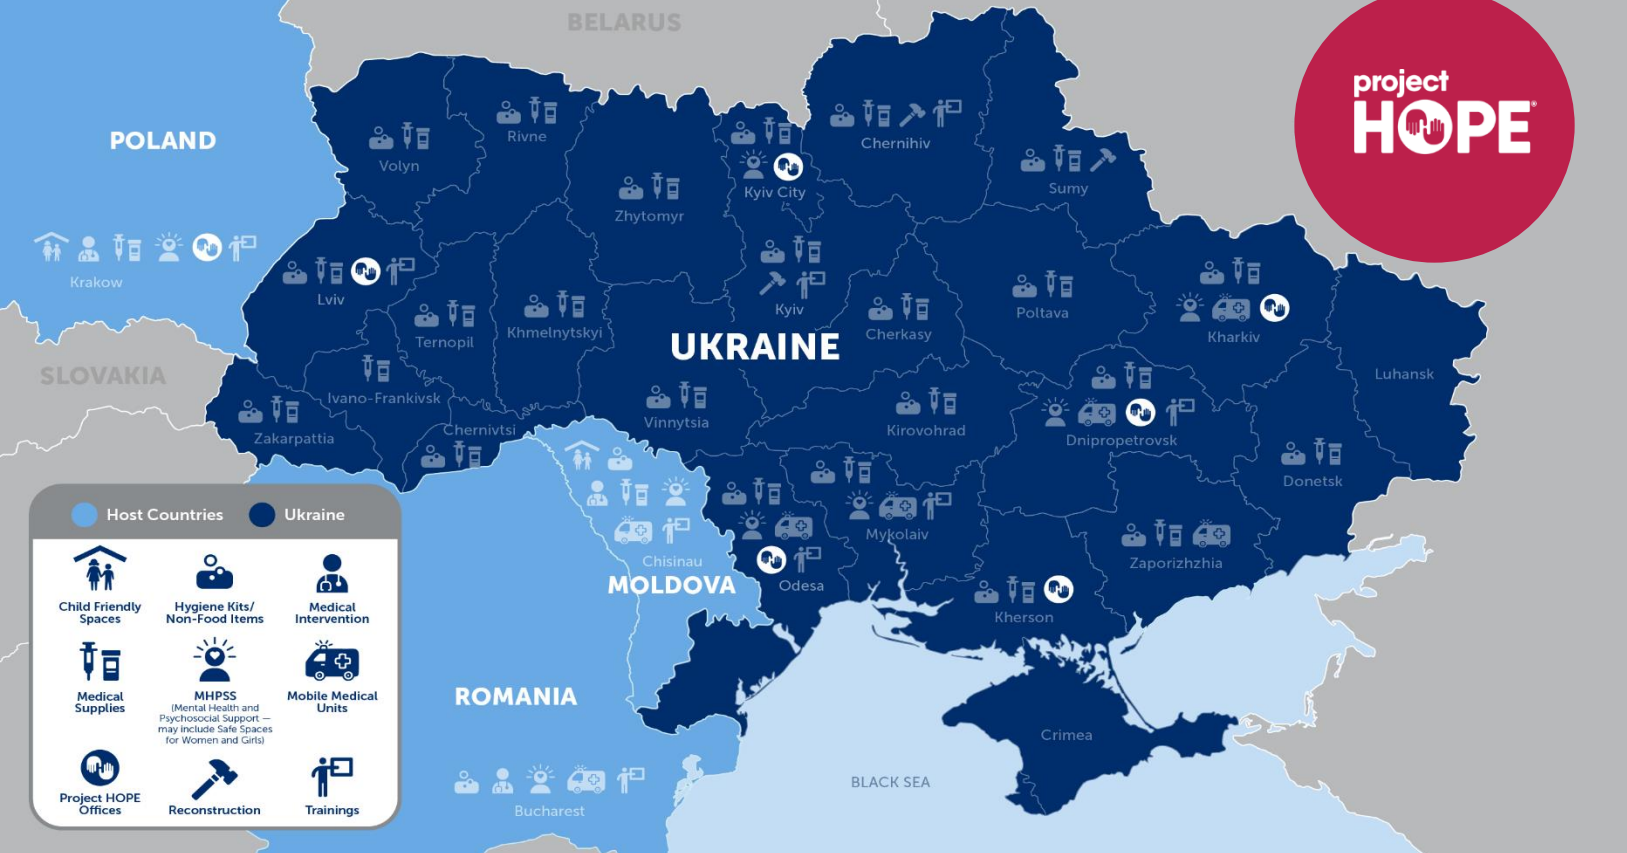 BELARUS
project
HOPE®
POLAND
Rivne
Chernihiv
Volyn
Sumy
Kyiv City
Zhytomyr
Krakow
Lviv
Kyiv
Poltava
Khmelnytskyi
Ternopil
Cherkasy
Kharkiv
UKRAINE
SLOVAKIA
Luhansk
Ivano-Frankivsk
Vinnytsia
Chernivtsi
Kirovohrad
Zakarpattia
Dnipropetrovsk
Donetsk
Mykolaiv
Chisinau
Zaporizhzhia
MOLDOVA
Odesa
Kherson
ROMANIA
Crimea
BLACK SEA
Bucharest
Host Countries
Ukraine
Child Friendly
Spaces
Hygiene Kits/
Non-Food Items
Medical
Intervention
Medical
Supplies
MHPSS
(Mental Health and
Psychosocial Support —
may include Safe Spaces
for Women and Girls)
Mobile Medical
Units
Project HOPE
Offices
Reconstruction
Trainings